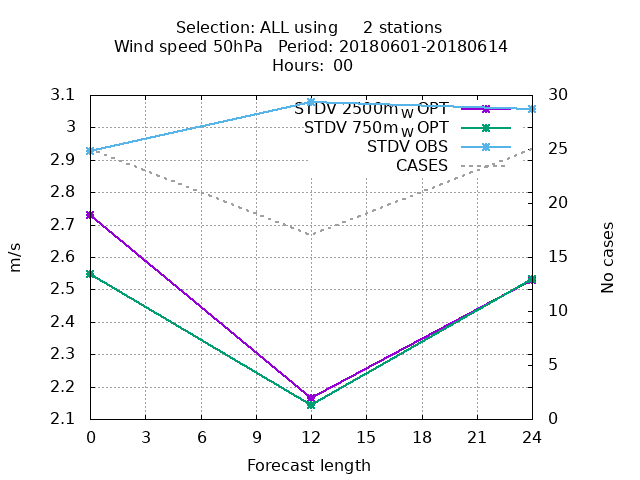 Selection: ALL using     2 stations
Wind speed 50hPa   Period: 20180601-20180614
Hours:  00
3.1
3
2.9
2.8
2.7
2.6
2.5
2.4
2.3
2.2
2.1
m/s
STDV 2500m_W OPT
STDV 750m_W OPT
STDV OBS
CASES
30
25
20
15
10
5
0
No cases
0 3 6 9 12 15 18 21 24
Forecast length